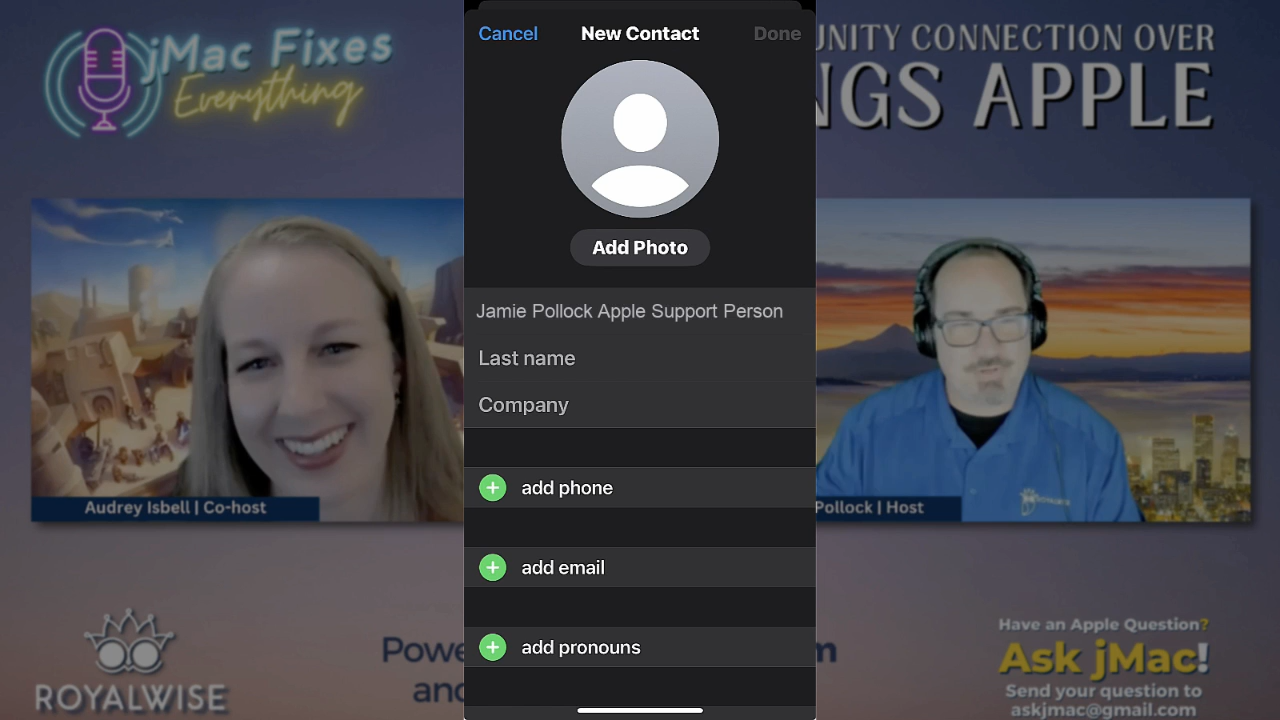 jMac Fixes
Everything
Cancel
New Contact
Done
UNITY CONNECTION OVER
NGS APPLE
Add Photo
Jamie Pollock Apple Support Person
Last name
Company
add phone
add email
add pronouns
Audrey Isbell | Co-host
Pollock | Host
ROYALWISE
Powe
and
m
Have an Apple Question?
Ask jMac!
Send your question to
askjmac@gmail.com